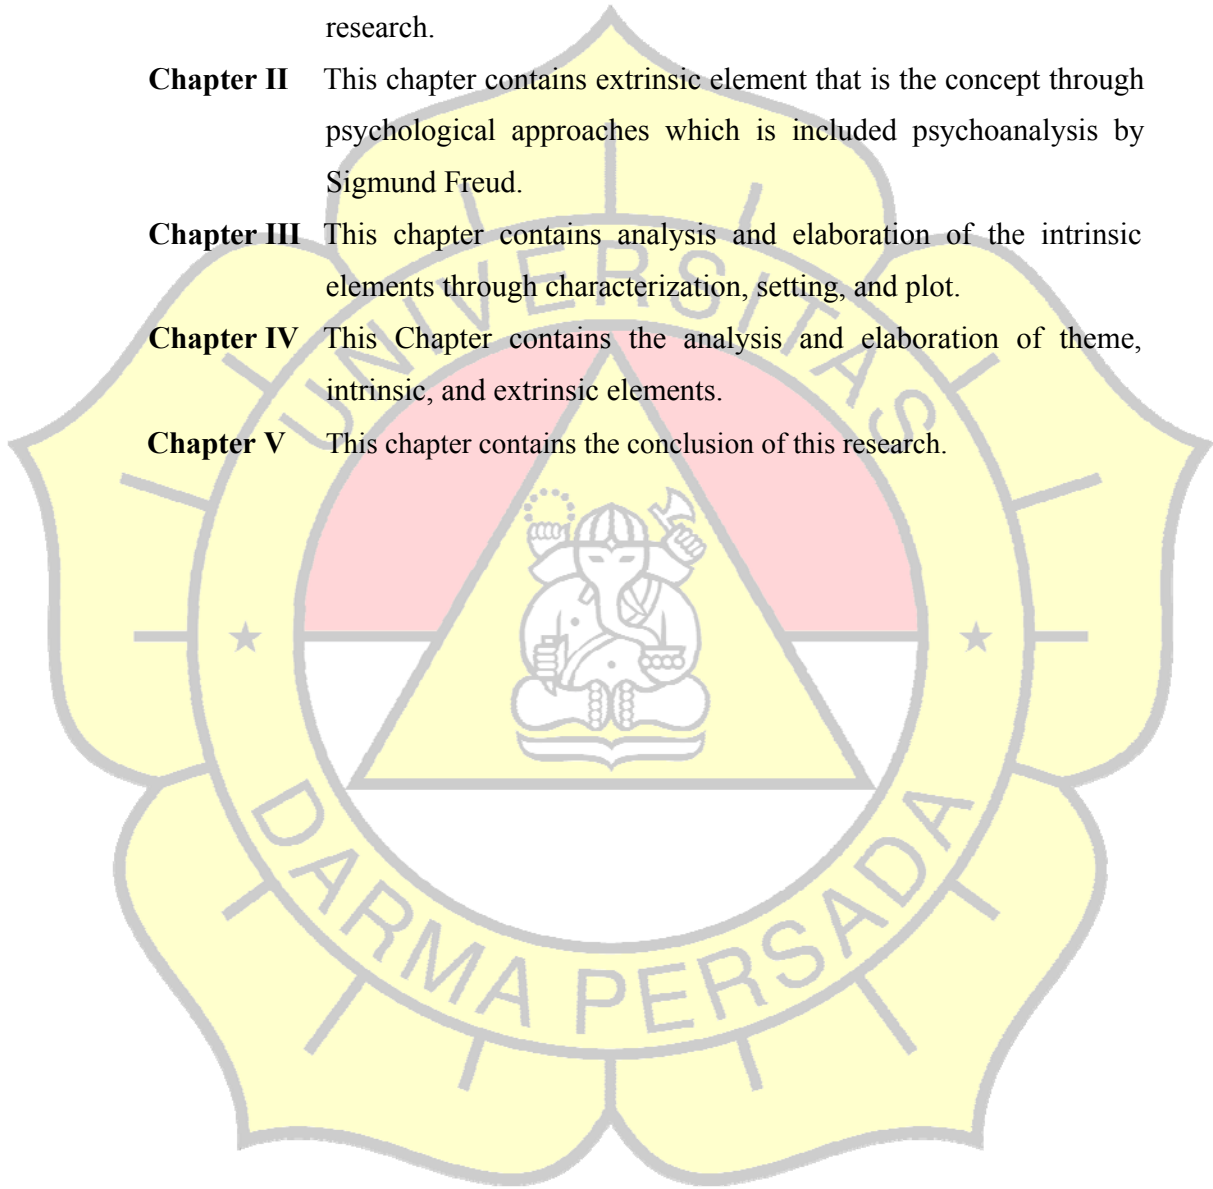 research.
Chapter II This chapter contains extrinsic element that is the concept through
psychological approaches which is included psychoanalysis by
Sigmund Freud.
Chapter III This chapter contains analysis and elaboration of the intrinsic
elements through characterization, setting, and plot.
Chapter IV This Chapter contains the analysis and elaboration of theme,
intrinsic, and extrinsic elements.
Chapter V This chapter contains the conclusion of this research.
UNIVERSITAS
DARMA PERSADA